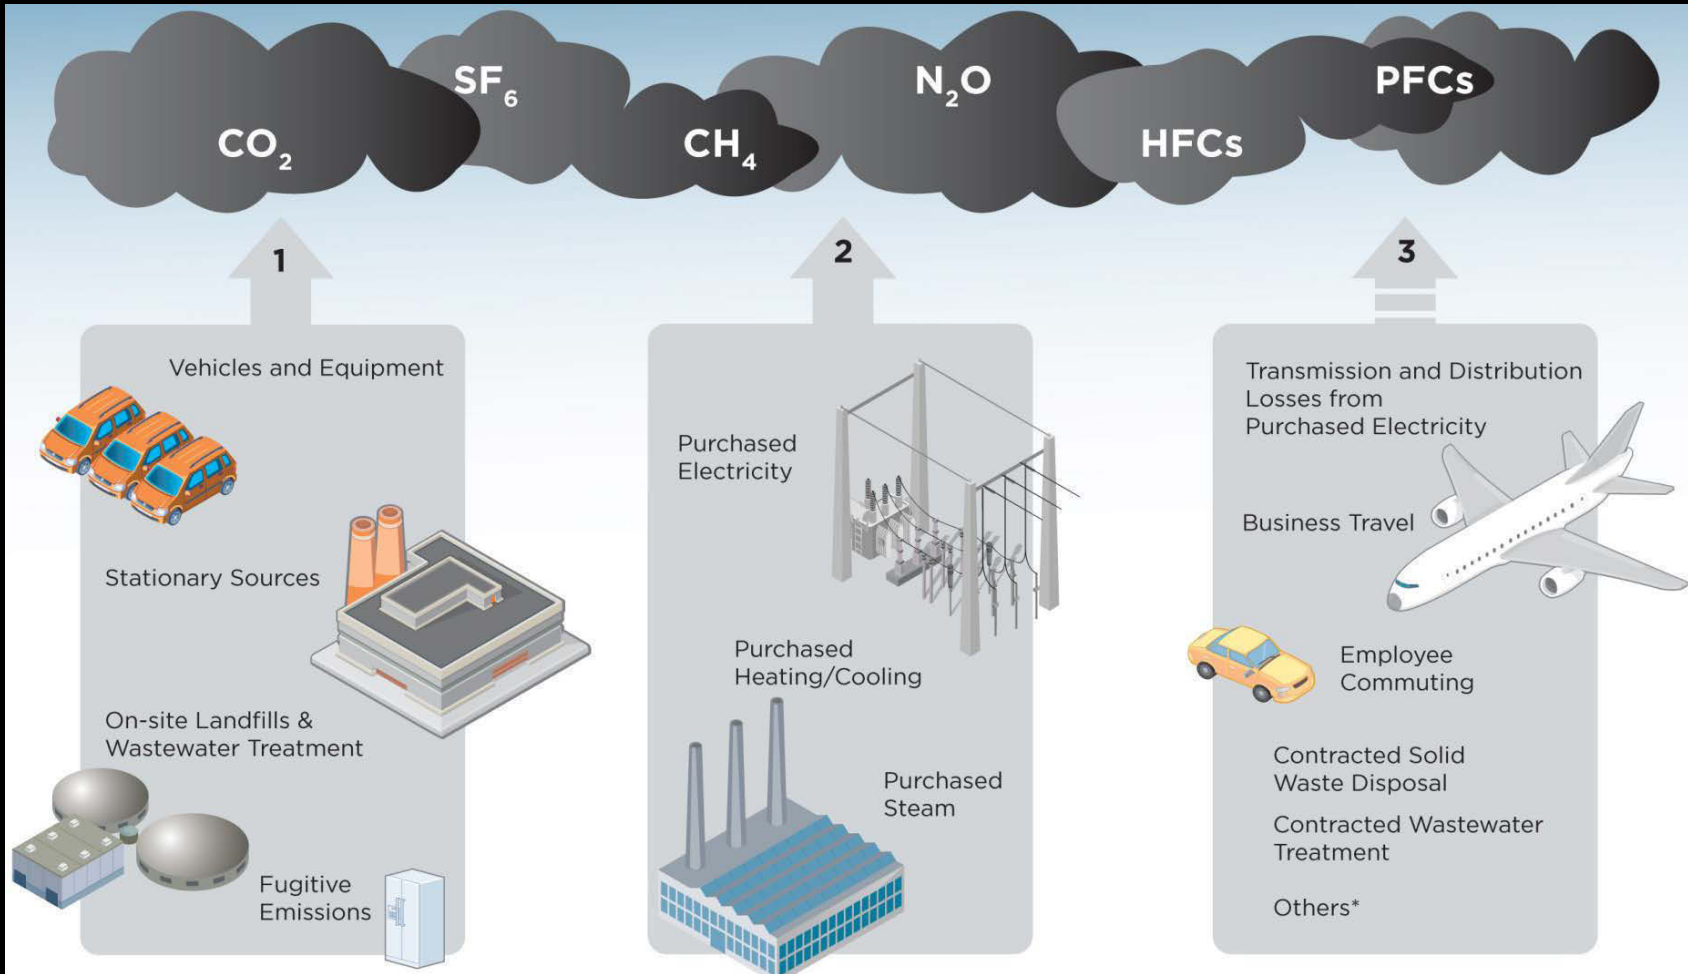 SF₆
N₂O
PFCs
CO₂
CH₄
HFCs
1
2
3
Vehicles and Equipment
Stationary Sources
On-site Landfills &
Wastewater Treatment
Fugitive
Emissions
Purchased
Electricity
Purchased
Heating/Cooling
Purchased
Steam
Transmission and Distribution
Losses from
Purchased Electricity
Business Travel
Employee
Commuting
Contracted Solid
Waste Disposal
Contracted Wastewater
Treatment
Others*